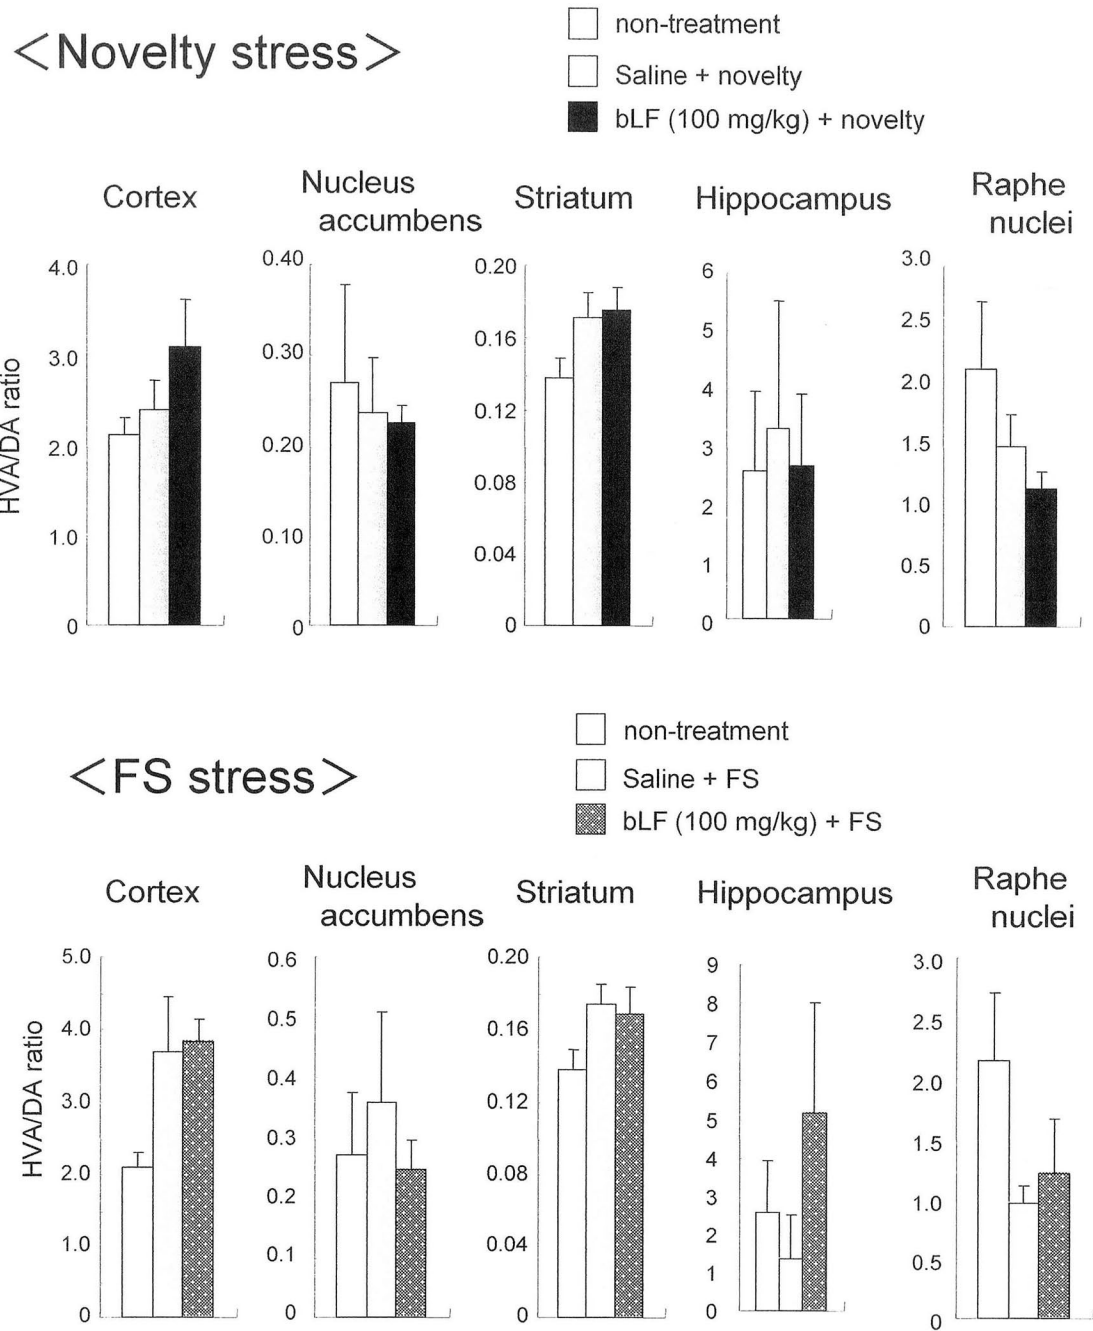 <Novelty stress>
non-treatment
Saline + novelty
bLF (100 mg/kg) + novelty
Cortex
Nucleus
accumbens
Striatum
Hippocampus
Raphe
nuclei
HVA/DA ratio
4.0
3.0
2.0
1.0
0
0.40
0.30
0.20
0.10
0
0.20
0.16
0.12
0.08
0.04
0
6
5
4
3
2
1
0
3.0
2.5
2.0
1.5
1.0
0.5
0
<FS stress>
non-treatment
Saline + FS
bLF (100 mg/kg) + FS
Cortex
Nucleus
accumbens
Striatum
Hippocampus
Raphe
nuclei
HVA/DA ratio
5.0
4.0
3.0
2.0
1.0
0
0.6
0.5
0.4
0.3
0.2
0.1
0
0.20
0.16
0.12
0.08
0.04
0
9
8
7
6
5
4
3
2
1
0
3.0
2.5
2.0
1.5
1.0
0.5
0